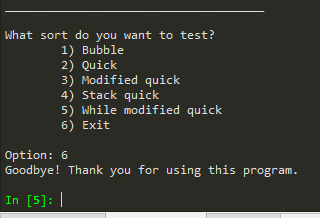 What sort do you want to test?
1) Bubble
2) Quick
3) Modified quick
4) Stack quick
5) While modified quick
6) Exit
Option: 6
Goodbye! Thank you for using this program.
In [5]: